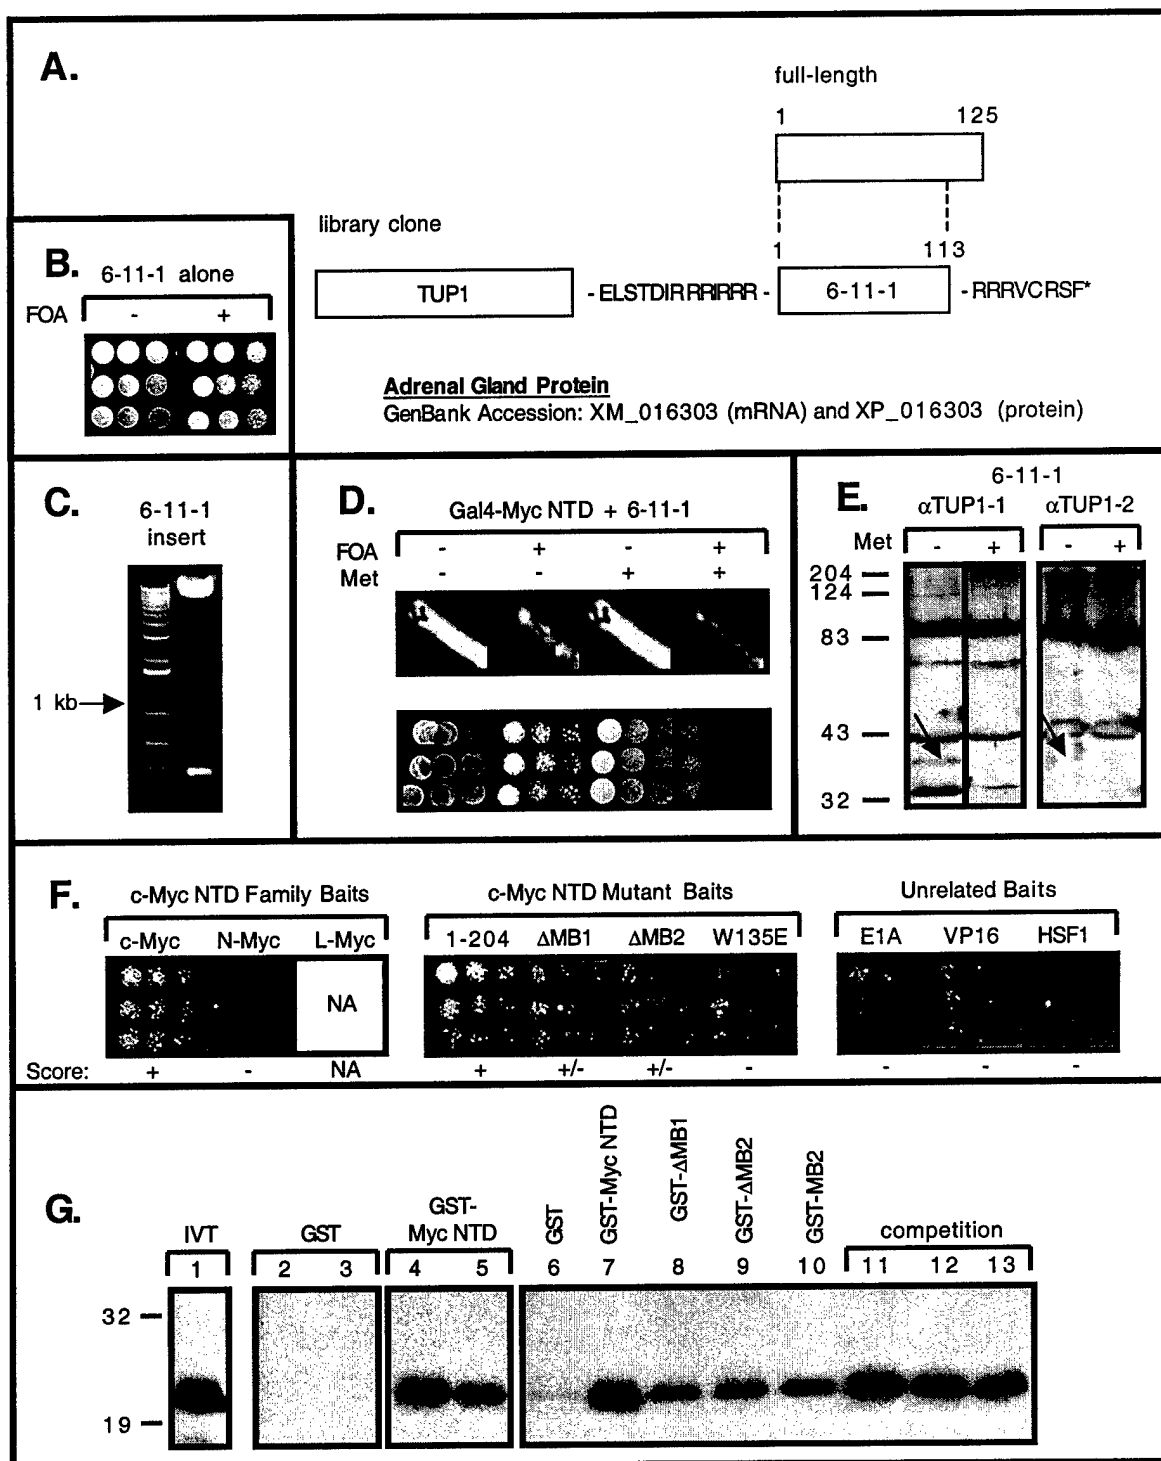 A.
full-length
1 125
library clone
1 113
TUP1 -ELSTDIRRRIRRR- 6-11-1 -RRRVCRSF*
Adrenal Gland Protein
GenBank Accession: XM_016303 (mRNA) and XP_016303 (protein)
B.
6-11-1 alone
FOA - +
C.
6-11-1
insert
1 kb
D.
Gal4-Myc NTD + 6-11-1
FOA - + - +
Met - - + +
E.
6-11-1
αTUP1-1 αTUP1-2
Met - + - +
204
124
83
43
32
F.
c-Myc NTD Family Baits c-Myc NTD Mutant Baits Unrelated Baits
c-Myc N-Myc L-Myc 1-204 ΔMB1 ΔMB2 W135E E1A VP16 HSF1
NA
Score: + - NA + +/- +/- - - - -
G.
IVT GST GST-
Myc NTD GST GST-Myc NTD GST-ΔMB1 GST-ΔMB2 GST-MB2 competition
1 2 3 4 5 6 7 8 9 10 11 12 13
32
19